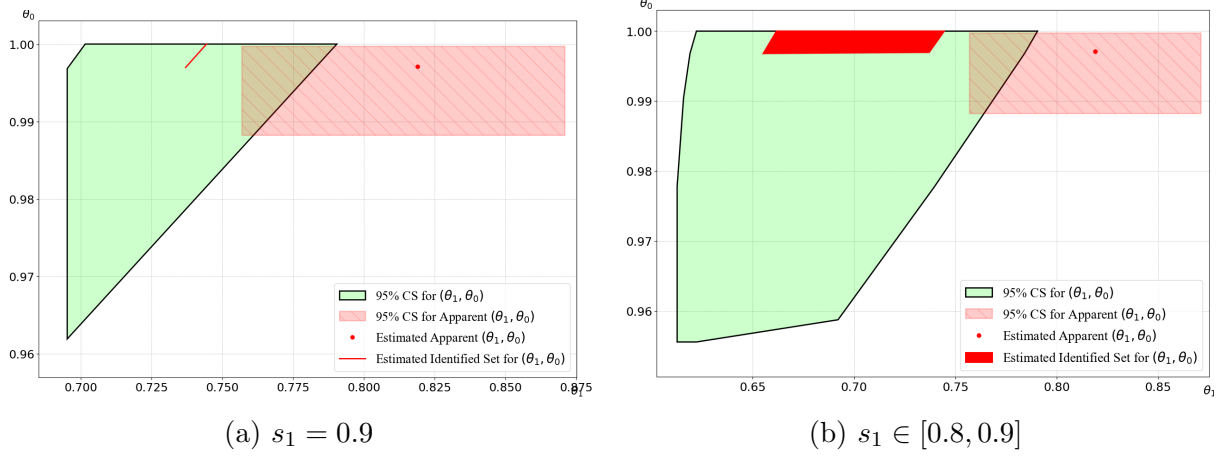 θ₀
1.00
0.99
0.98
0.97
0.96
0.700 0.725 0.750 0.775 0.800 0.825 0.850 0.875
θ₁
95% CS for (θ₁, θ₀)
95% CS for Apparent (θ₁, θ₀)
Estimated Apparent (θ₁, θ₀)
Estimated Identified Set for (θ₁, θ₀)
(a) s₁ = 0.9
θ₀
1.00
0.99
0.98
0.97
0.96
0.65 0.70 0.75 0.80 0.85
θ₁
95% CS for (θ₁, θ₀)
95% CS for Apparent (θ₁, θ₀)
Estimated Apparent (θ₁, θ₀)
Estimated Identified Set for (θ₁, θ₀)
(b) s₁ ∈ [0.8, 0.9]